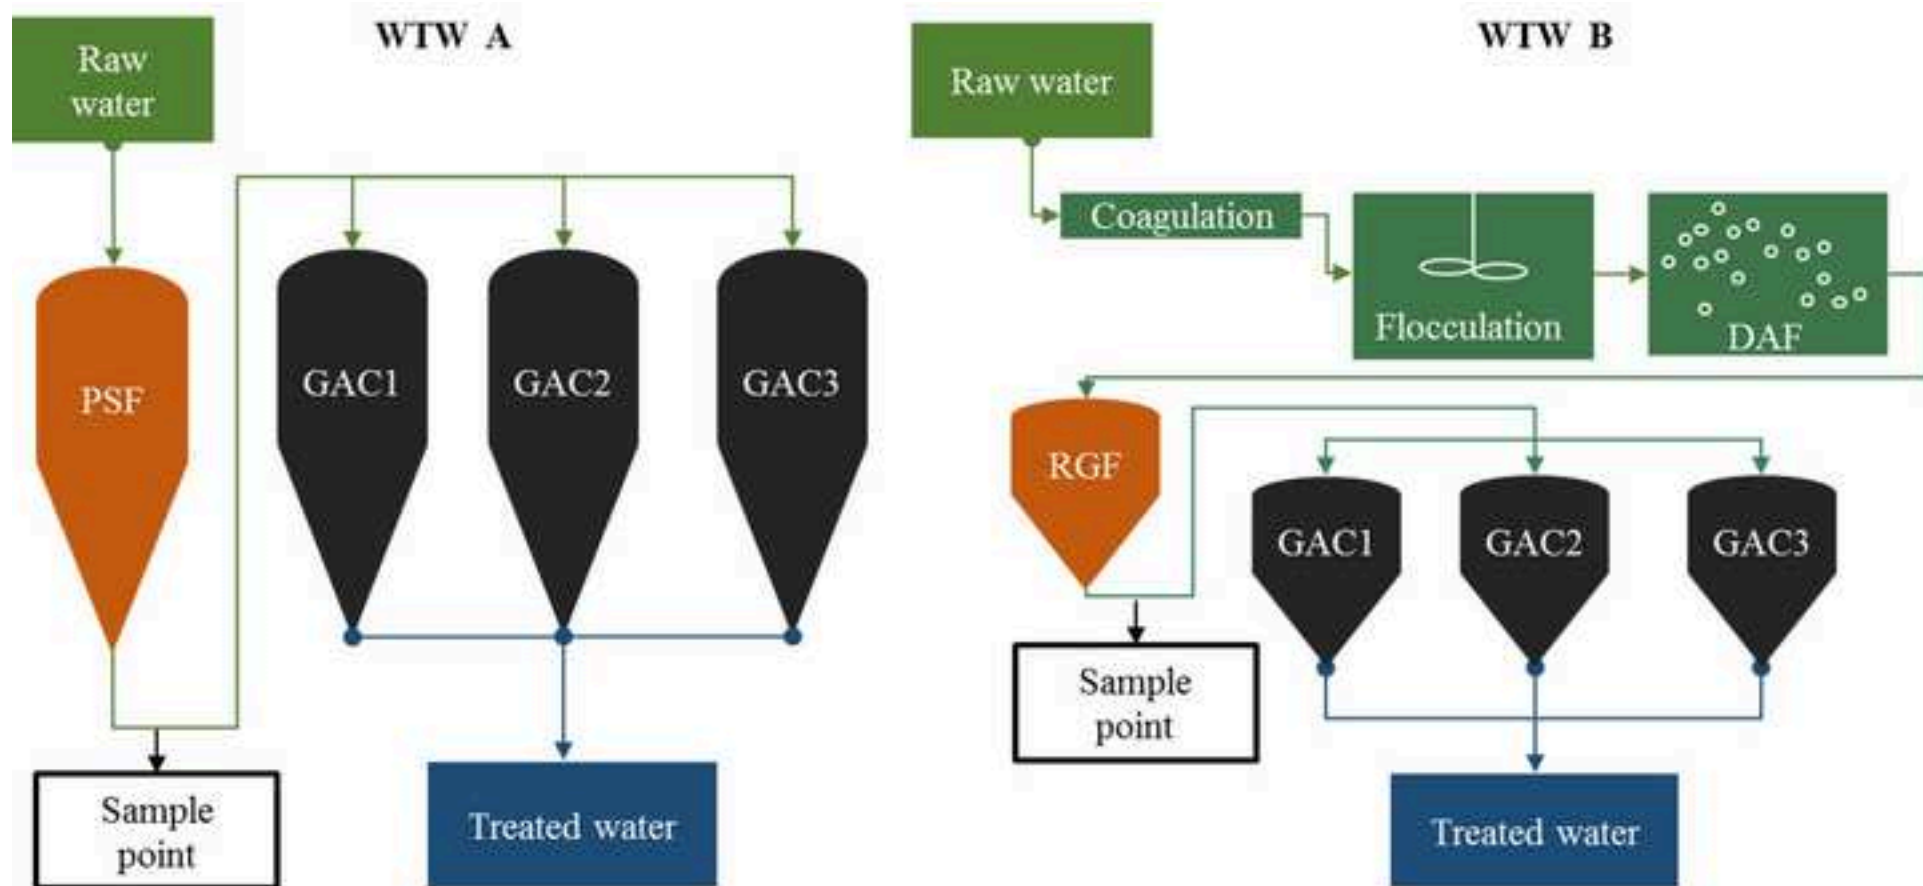 WTW A
Raw
water
PSF
GAC1
GAC2
GAC3
Sample
point
Treated water
WTW B
Raw water
Coagulation
Flocculation
DAF
RGF
GAC1
GAC2
GAC3
Sample
point
Treated water